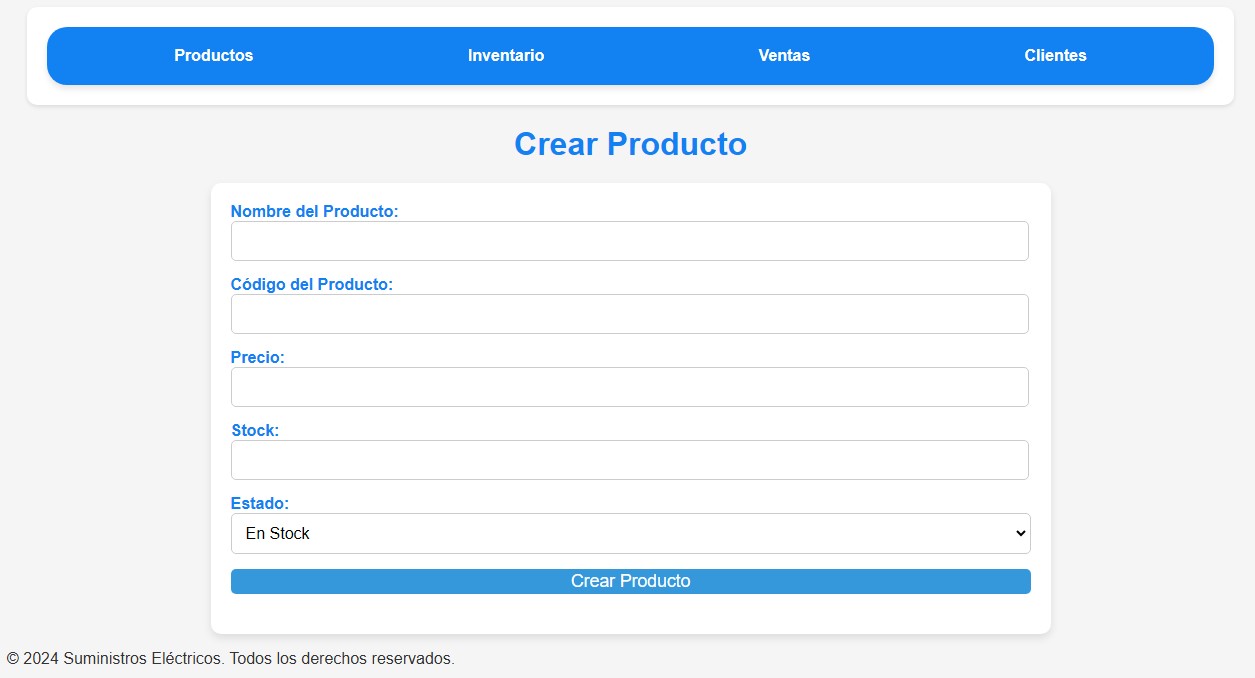 Productos Inventario Ventas Clientes
Crear Producto
Nombre del Producto:
Código del Producto:
Precio:
Stock:
Estado:
En Stock
Crear Producto
© 2024 Suministros Eléctricos. Todos los derechos reservados.